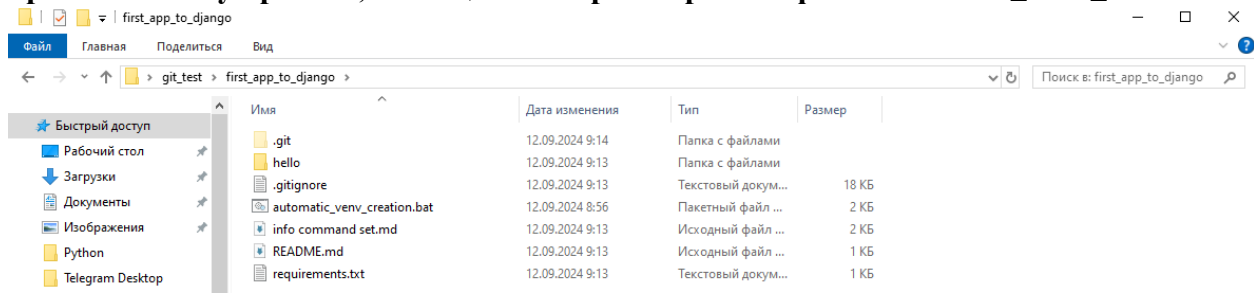 first_app_to_django
Файл Главная Поделиться Вид
git_test first_app_to_django Поиск в: first_app_to_django
Имя Дата изменения Тип Размер
Быстрый доступ
Рабочий стол
Загрузки
Документы
Изображения
Python
Telegram Desktop
.git 12.09.2024 9:14 Папка с файлами
hello 12.09.2024 9:13 Папка с файлами
.gitignore 12.09.2024 9:13 Текстовый докум... 18 КБ
automatic_venv_creation.bat 12.09.2024 8:56 Пакетный файл ... 2 КБ
info command set.md 12.09.2024 9:13 Исходный файл ... 2 КБ
README.md 12.09.2024 9:13 Исходный файл ... 1 КБ
requirements.txt 12.09.2024 9:13 Текстовый докум... 1 КБ